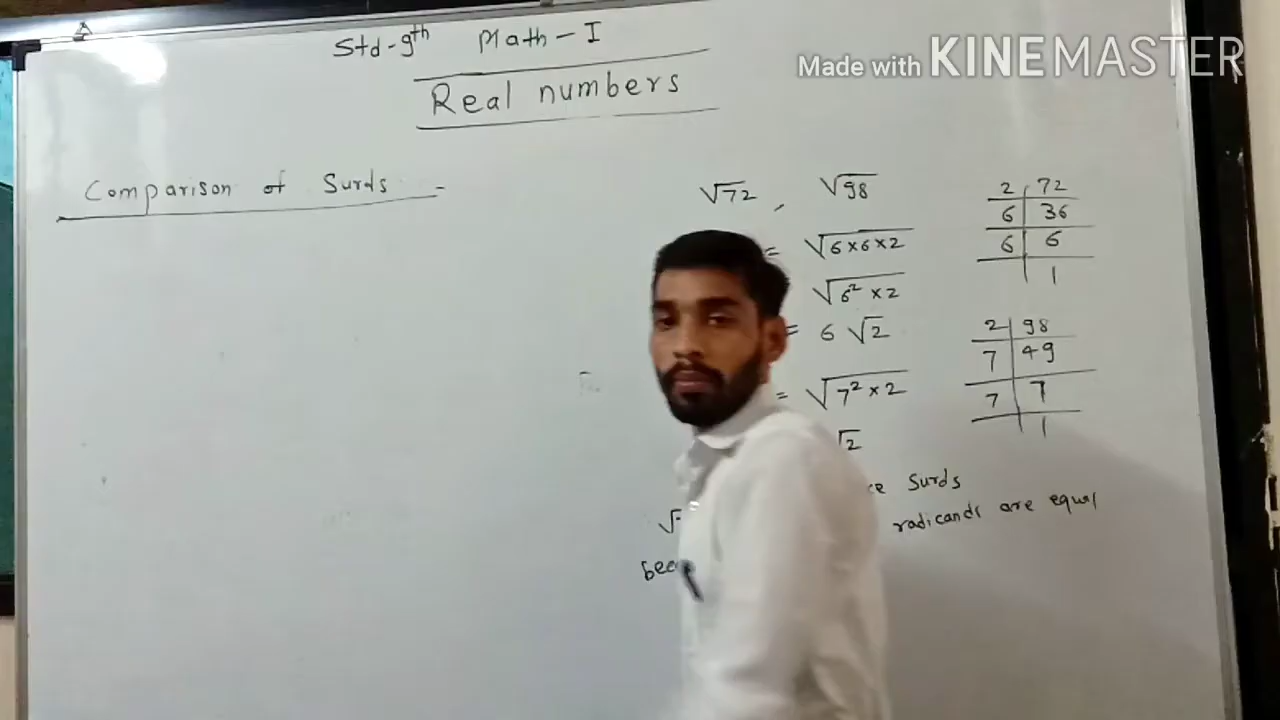 Std-9th Math-I
Made with KINEMASTER
Real numbers
Comparison of Surds -
√72 , √98
= √6×6×2
√6² × 2
= 6 √2
= √7² × 2
√2
Surds
radicands are equal
2 | 72
6 | 36
6 | 6
| 1
2 | 98
7 | 49
7 | 7
| 1